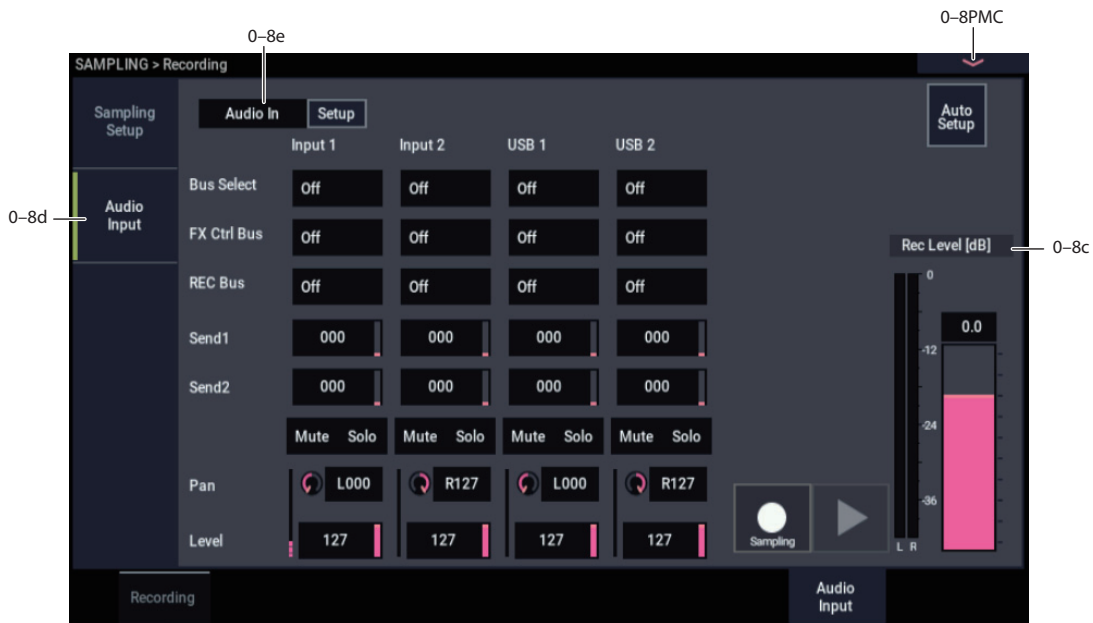 0–8PMC
0–8e
SAMPLING > Recording
Sampling
Setup
Audio In Setup
Auto
Setup
Input 1 Input 2 USB 1 USB 2
Bus Select Off Off Off Off
0–8d
Audio
Input
FX Ctrl Bus Off Off Off Off
Rec Level [dB]
0–8c
REC Bus Off Off Off Off
0
Send1 000 000 000 000
0.0
-12
Send2 000 000 000 000
-24
Mute Solo Mute Solo Mute Solo Mute Solo
Pan L000 R127 L000 R127
-36
Level 127 127 127 127
Sampling
L R
Recording
Audio
Input